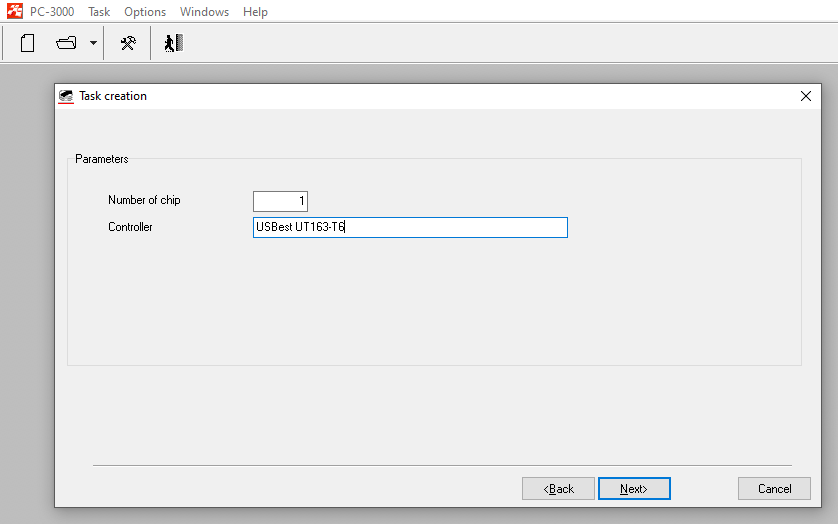 PC-3000 Task Options Windows Help
Task creation
Parameters
Number of chip 1
Controller USBest UT163-T6
<Back Next> Cancel